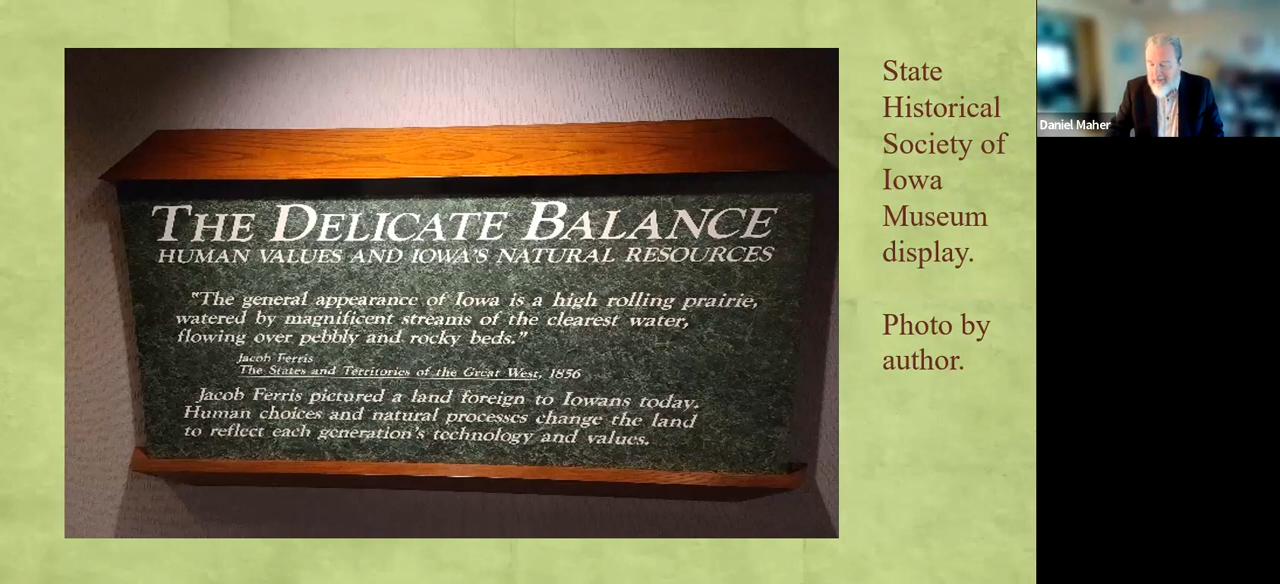 THE DELICATE BALANCE
HUMAN VALUES AND IOWA'S NATURAL RESOURCES
"The general appearance of Iowa is a high rolling prairie,
watered by magnificent streams of the clearest water,
flowing over pebbly and rocky beds."
Jacob Ferris
The States and Territories of the Great West, 1856
Jacob Ferris pictured a land foreign to Iowans today.
Human choices and natural processes change the land
to reflect each generation's technology and values.
State
Historical
Society of
Iowa
Museum
display.
Photo by
author.
Daniel Maher